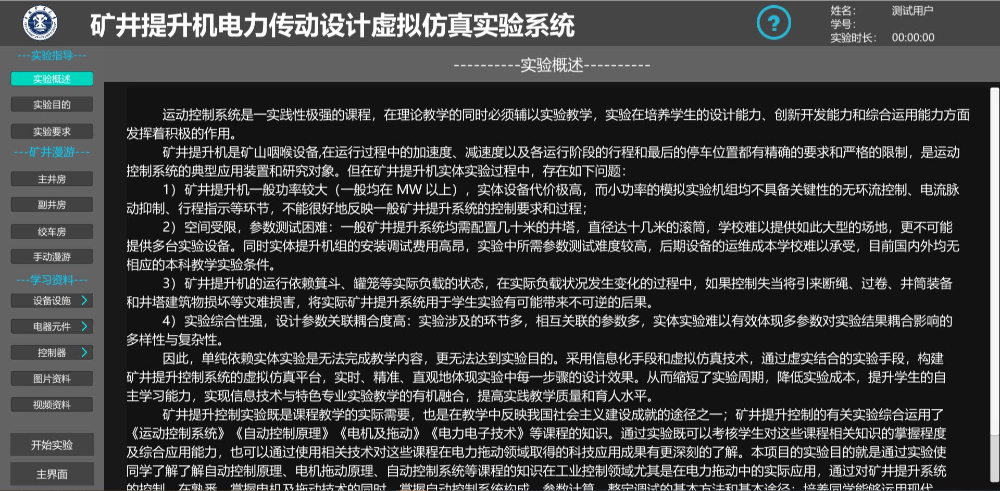 矿井提升机电力传动设计虚拟仿真实验系统
?
姓名： 测试用户
学号：
实验时长： 00:00:00
---实验指导---
实验概述
实验目的
实验要求
---矿井漫游---
主井房
副井房
绞车房
手动漫游
---学习资料---
设备设施
电器元件
控制器
图片资料
视频资料
开始实验
主界面
----------实验概述----------
运动控制系统是一实践性极强的课程，在理论教学的同时必须辅以实验教学，实验在培养学生的设计能力、创新开发能力和综合运用能力方面
发挥着积极的作用。
矿井提升机是矿山咽喉设备,在运行过程中的加速度、减速度以及各运行阶段的行程和最后的停车位置都有精确的要求和严格的限制，是运动
控制系统的典型应用装置和研究对象。但在矿井提升机实体实验过程中，存在如下问题：
1）矿井提升机一般功率较大（一般均在 MW 以上），实体设备代价极高，而小功率的模拟实验机组均不具备关键性的无环流控制、电流脉
动抑制、行程指示等环节，不能很好地反映一般矿井提升系统的控制要求和过程；
2）空间受限，参数测试困难：一般矿井提升系统均需配置几十米的井塔，直径达十几米的滚筒，学校难以提供如此大型的场地，更不可能
提供多台实验设备。同时实体提升机组的安装调试费用高昂，实验中所需参数测试难度较高，后期设备的运维成本学校难以承受，目前国内外均无
相应的本科教学实验条件。
3）矿井提升机的运行依赖箕斗、罐笼等实际负载的状态，在实际负载状况发生变化的过程中，如果控制失当将引来断绳、过卷、井筒装备
和井塔建筑物损坏等灾难损害，将实际矿井提升系统用于学生实验有可能带来不可逆的后果。
4）实验综合性强，设计参数关联耦合度高：实验涉及的环节多，相互关联的参数多，实体实验难以有效体现多参数对实验结果耦合影响的
多样性与复杂性。
因此，单纯依赖实体实验是无法完成教学内容，更无法达到实验目的。采用信息化手段和虚拟仿真技术，通过虚实结合的实验手段，构建
矿井提升控制系统的虚拟仿真平台，实时、精准、直观地体现实验中每一步骤的设计效果。从而缩短了实验周期，降低实验成本，提升学生的自
主学习能力，实现信息技术与特色专业实验教学的有机融合，提高实践教学质量和育人水平。
矿井提升控制实验既是课程教学的实际需要，也是在教学中反映我国社会主义建设成就的途径之一；矿井提升控制的有关实验综合运用了
《运动控制系统》《自动控制原理》《电机及拖动》《电力电子技术》等课程的知识。通过实验既可以考核学生对这些课程相关知识的掌握程度
及综合应用能力，也可以通过使用相关技术对这些课程在电力拖动领域取得的科技应用成果有更深刻的了解。本项目的实验目的就是通过实验使
同学了解了解自动控制原理、电机拖动原理、自动控制系统等课程的知识在工业控制领域尤其是在电力拖动中的实际应用，通过对矿井提升系统
的控制，在熟悉、掌握电机及拖动技术的同时，掌握自动控制系统构成、参数计算、整定调试的基本方法和基本途径；培养同学能够运用现代